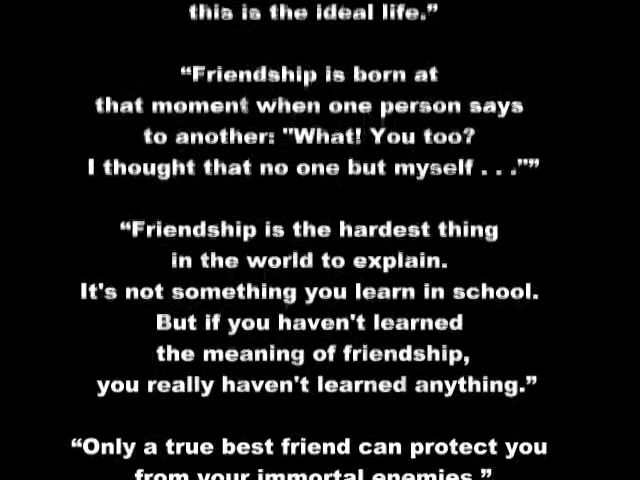 this is the ideal life.”
“Friendship is born at
that moment when one person says
to another: "What! You too?
I thought that no one but myself . . ."”
“Friendship is the hardest thing
in the world to explain.
It's not something you learn in school.
But if you haven't learned
the meaning of friendship,
you really haven't learned anything.”
“Only a true best friend can protect you
from your immortal enemies.”